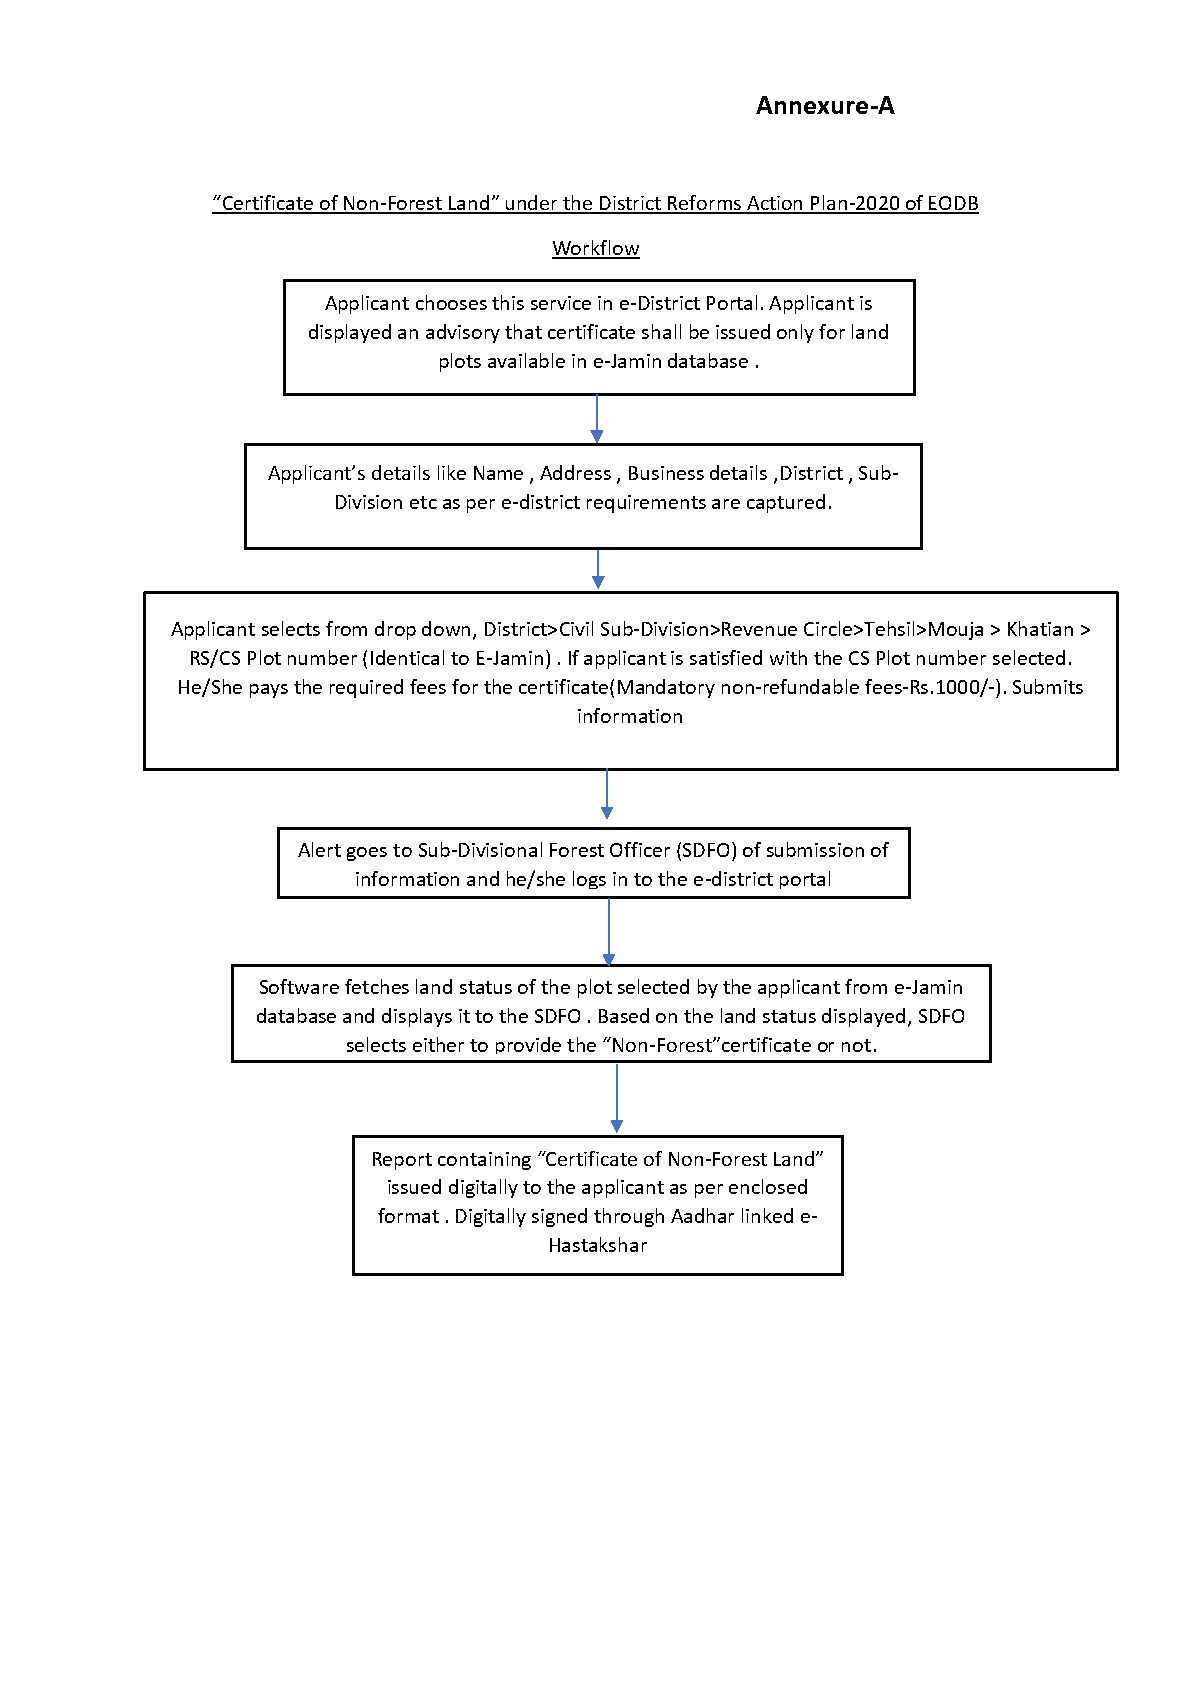 Annexure-A
“Certificate of Non-Forest Land” under the District Reforms Action Plan-2020 of EODB
Workflow
Applicant chooses this service in e-District Portal. Applicant is
displayed an advisory that certificate shall be issued only for land
plots available in e-Jamin database .
Applicant’s details like Name , Address , Business details ,District , Sub-
Division etc as per e-district requirements are captured.
Applicant selects from drop down, District>Civil Sub-Division>Revenue Circle>Tehsil>Mouja > Khatian >
RS/CS Plot number (Identical to E-Jamin) . If applicant is satisfied with the CS Plot number selected.
He/She pays the required fees for the certificate(Mandatory non-refundable fees-Rs.1000/-). Submits
information
Alert goes to Sub-Divisional Forest Officer (SDFO) of submission of
information and he/she logs in to the e-district portal
Software fetches land status of the plot selected by the applicant from e-Jamin
database and displays it to the SDFO . Based on the land status displayed, SDFO
selects either to provide the “Non-Forest”certificate or not.
Report containing “Certificate of Non-Forest Land”
issued digitally to the applicant as per enclosed
format . Digitally signed through Aadhar linked e-
Hastakshar